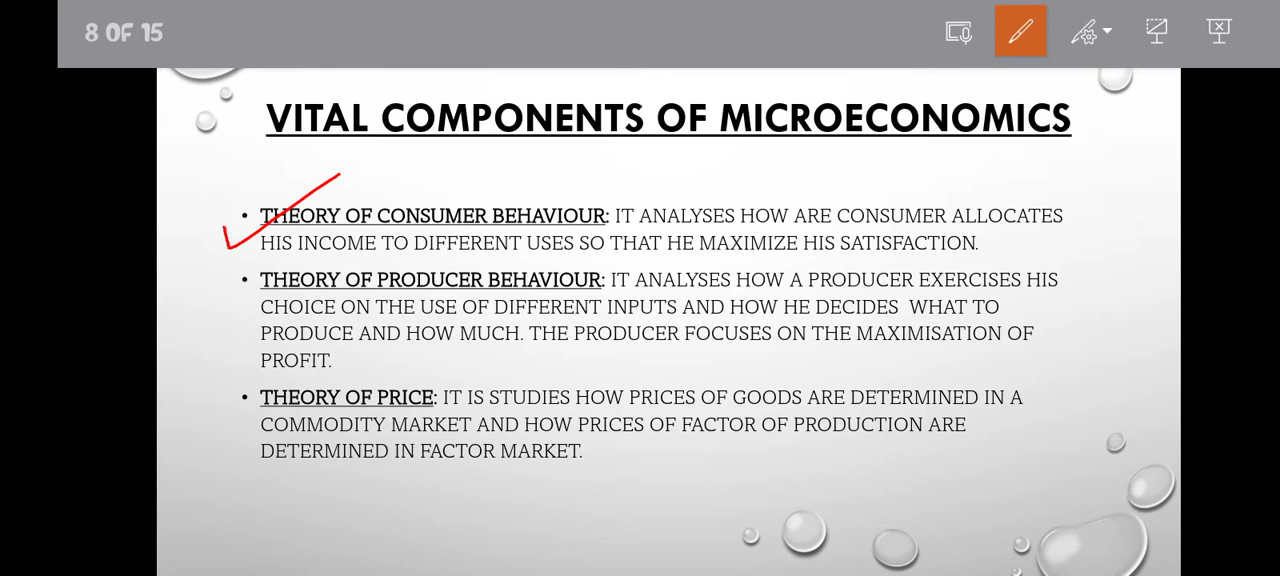 8 OF 15
VITAL COMPONENTS OF MICROECONOMICS
• THEORY OF CONSUMER BEHAVIOUR: IT ANALYSES HOW ARE CONSUMER ALLOCATES
HIS INCOME TO DIFFERENT USES SO THAT HE MAXIMIZE HIS SATISFACTION.
• THEORY OF PRODUCER BEHAVIOUR: IT ANALYSES HOW A PRODUCER EXERCISES HIS
CHOICE ON THE USE OF DIFFERENT INPUTS AND HOW HE DECIDES WHAT TO
PRODUCE AND HOW MUCH. THE PRODUCER FOCUSES ON THE MAXIMISATION OF
PROFIT.
• THEORY OF PRICE: IT IS STUDIES HOW PRICES OF GOODS ARE DETERMINED IN A
COMMODITY MARKET AND HOW PRICES OF FACTOR OF PRODUCTION ARE
DETERMINED IN FACTOR MARKET.